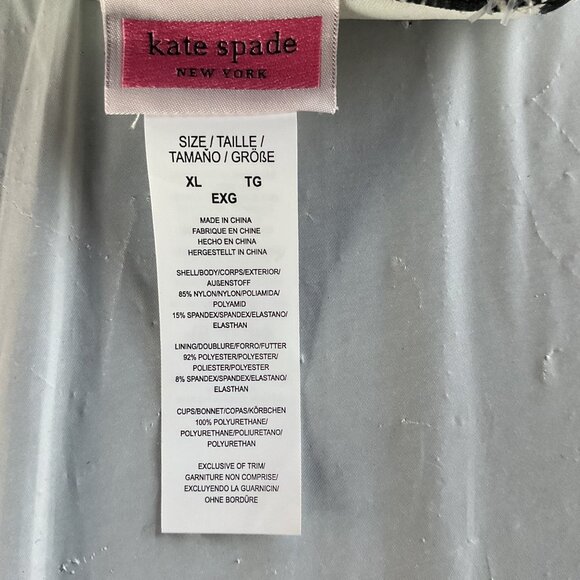 kate spade
NEW YORK
SIZE / TAILLE /
TAMAÑO / GRÖßE
XL TG
EXG
MADE IN CHINA
FABRIQUE EN CHINE
HECHO EN CHINA
HERGESTELLT IN CHINA
SHELL/BODY/CORPS/EXTERIOR/
AUßENSTOFF
85% NYLON/NYLON/POLIAMIDA/
POLYAMID
15% SPANDEX/SPANDEX/ELASTANO/
ELASTHAN
LINING/DOUBLURE/FORRO/FUTTER
92% POLYESTER/POLYESTER/
POLIESTER/POLYESTER
8% SPANDEX/SPANDEX/ELASTANO/
ELASTHAN
CUPS/BONNET/COPAS/KÖRBCHEN
100% POLYURETHANE/
POLYURETHANE/POLIURETANO/
POLYURETHAN
EXCLUSIVE OF TRIM/
GARNITURE NON COMPRISE/
EXCLUYENDO LA GUARNICIN/
OHNE BORDÜRE